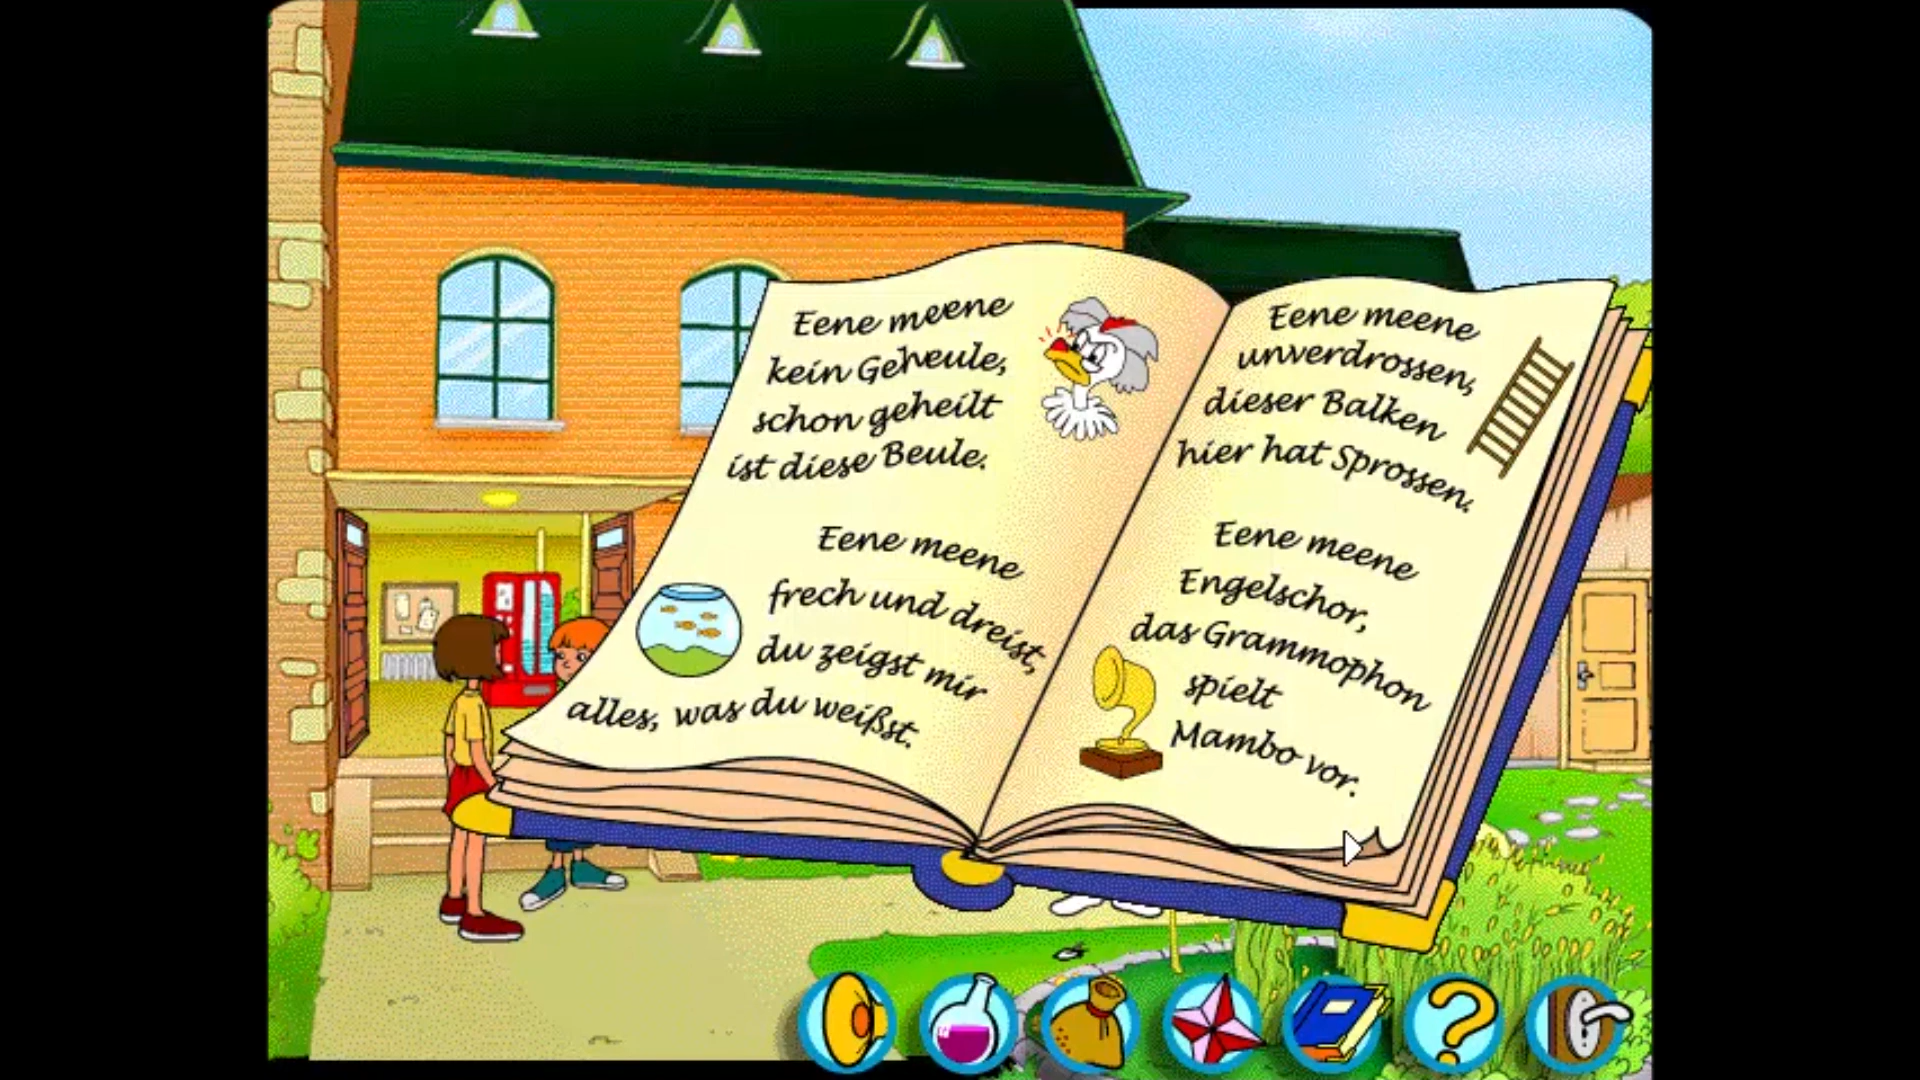 Eene meene
kein Geheule,
schon geheilt
ist diese Beule.
Eene meene
frech und dreist,
du zeigst mir
alles, was du weißst.
Eene meene
unverdrossen,
dieser Balken
hier hat Sprossen.
Eene meene
Engelschor,
das Grammophon
spielt
Mambo vor.
?